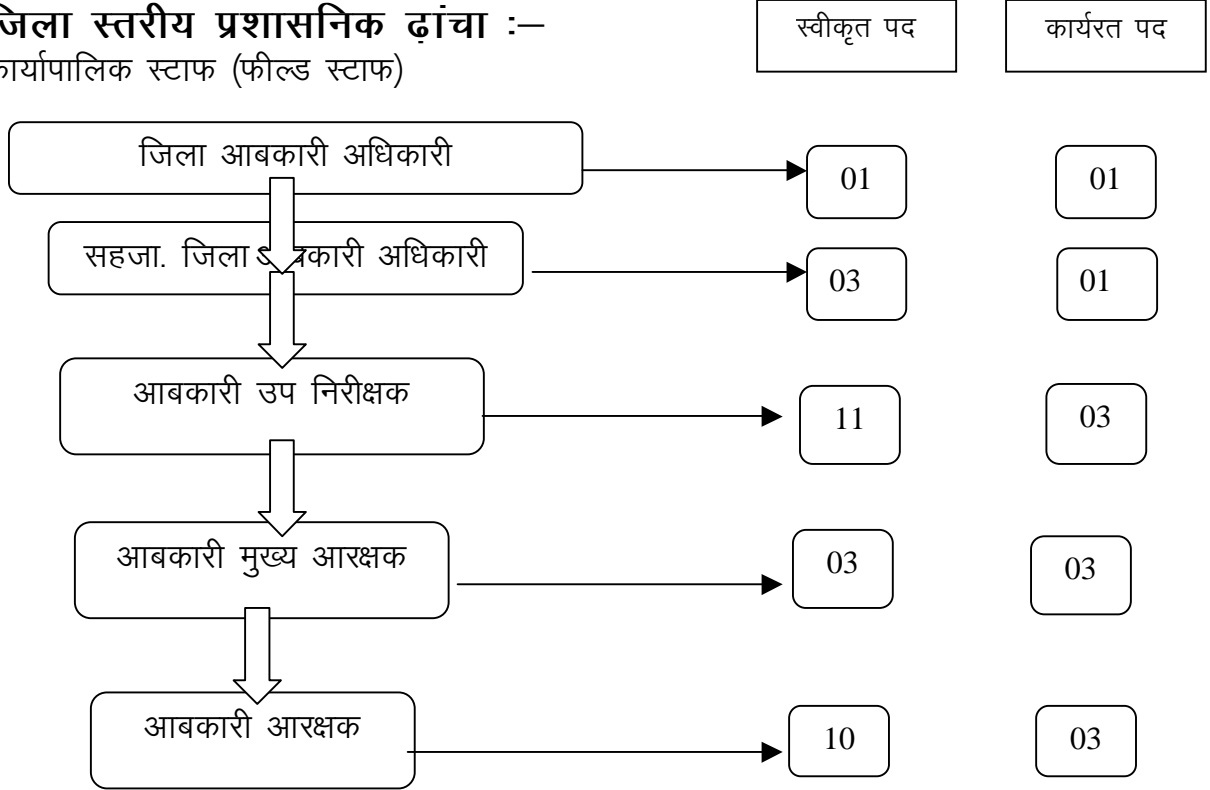 जिला स्तरीय प्रशासनिक ढ़ांचा :–
कार्यापालिक स्टाफ (फील्ड स्टाफ)
स्वीकृत पद
कार्यरत पद
जिला आबकारी अधिकारी
01
01
सहजा. जिला आबकारी अधिकारी
03
01
आबकारी उप निरीक्षक
11
03
आबकारी मुख्य आरक्षक
03
03
आबकारी आरक्षक
10
03